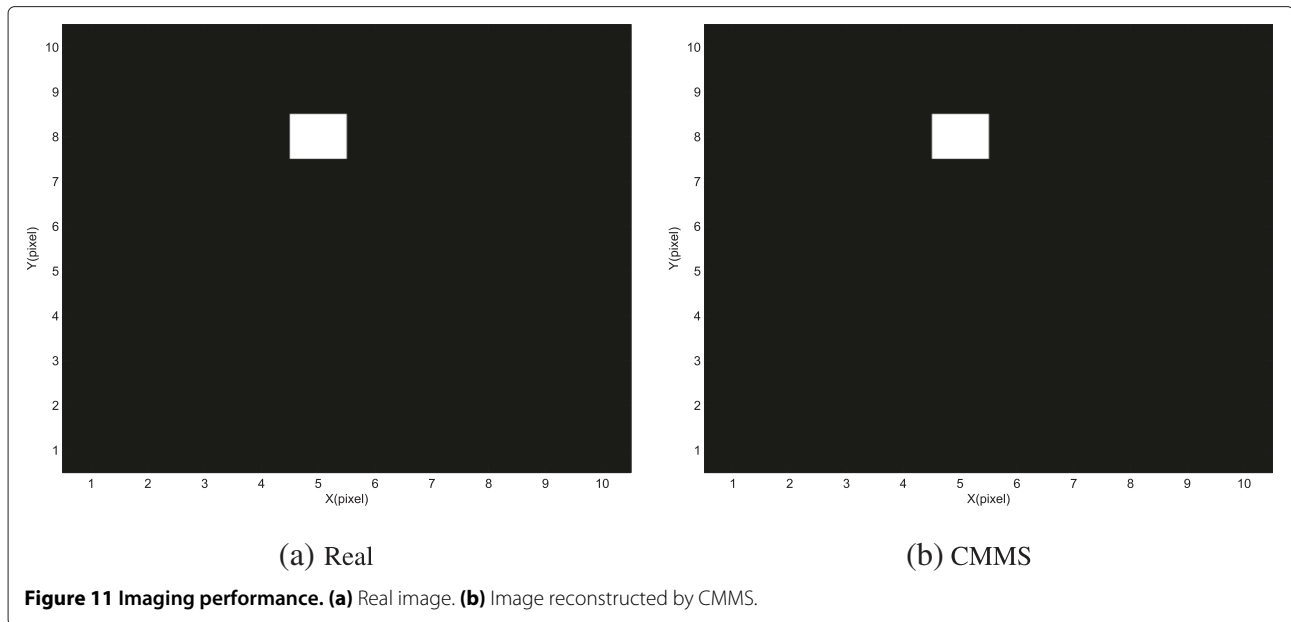 10
9
8
7
6
5
4
3
2
1
Y(pixel)
1 2 3 4 5 6 7 8 9 10
X(pixel)
(a) Real
10
9
8
7
6
5
4
3
2
1
Y(pixel)
1 2 3 4 5 6 7 8 9 10
X(pixel)
(b) CMMS
Figure 11 Imaging performance. (a) Real image. (b) Image reconstructed by CMMS.